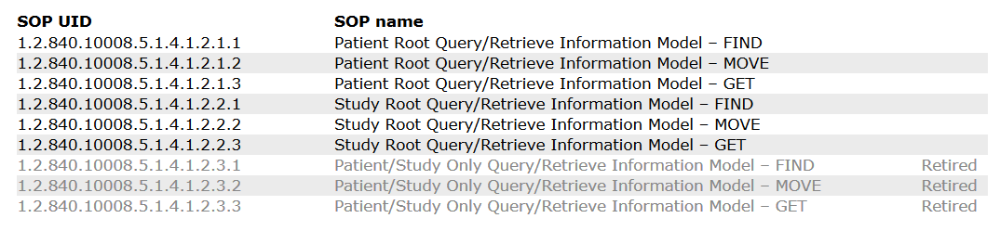 SOP UID SOP name
1.2.840.10008.5.1.4.1.2.1.1 Patient Root Query/Retrieve Information Model – FIND
1.2.840.10008.5.1.4.1.2.1.2 Patient Root Query/Retrieve Information Model – MOVE
1.2.840.10008.5.1.4.1.2.1.3 Patient Root Query/Retrieve Information Model – GET
1.2.840.10008.5.1.4.1.2.2.1 Study Root Query/Retrieve Information Model – FIND
1.2.840.10008.5.1.4.1.2.2.2 Study Root Query/Retrieve Information Model – MOVE
1.2.840.10008.5.1.4.1.2.2.3 Study Root Query/Retrieve Information Model – GET
1.2.840.10008.5.1.4.1.2.3.1 Patient/Study Only Query/Retrieve Information Model – FIND Retired
1.2.840.10008.5.1.4.1.2.3.2 Patient/Study Only Query/Retrieve Information Model – MOVE Retired
1.2.840.10008.5.1.4.1.2.3.3 Patient/Study Only Query/Retrieve Information Model – GET Retired